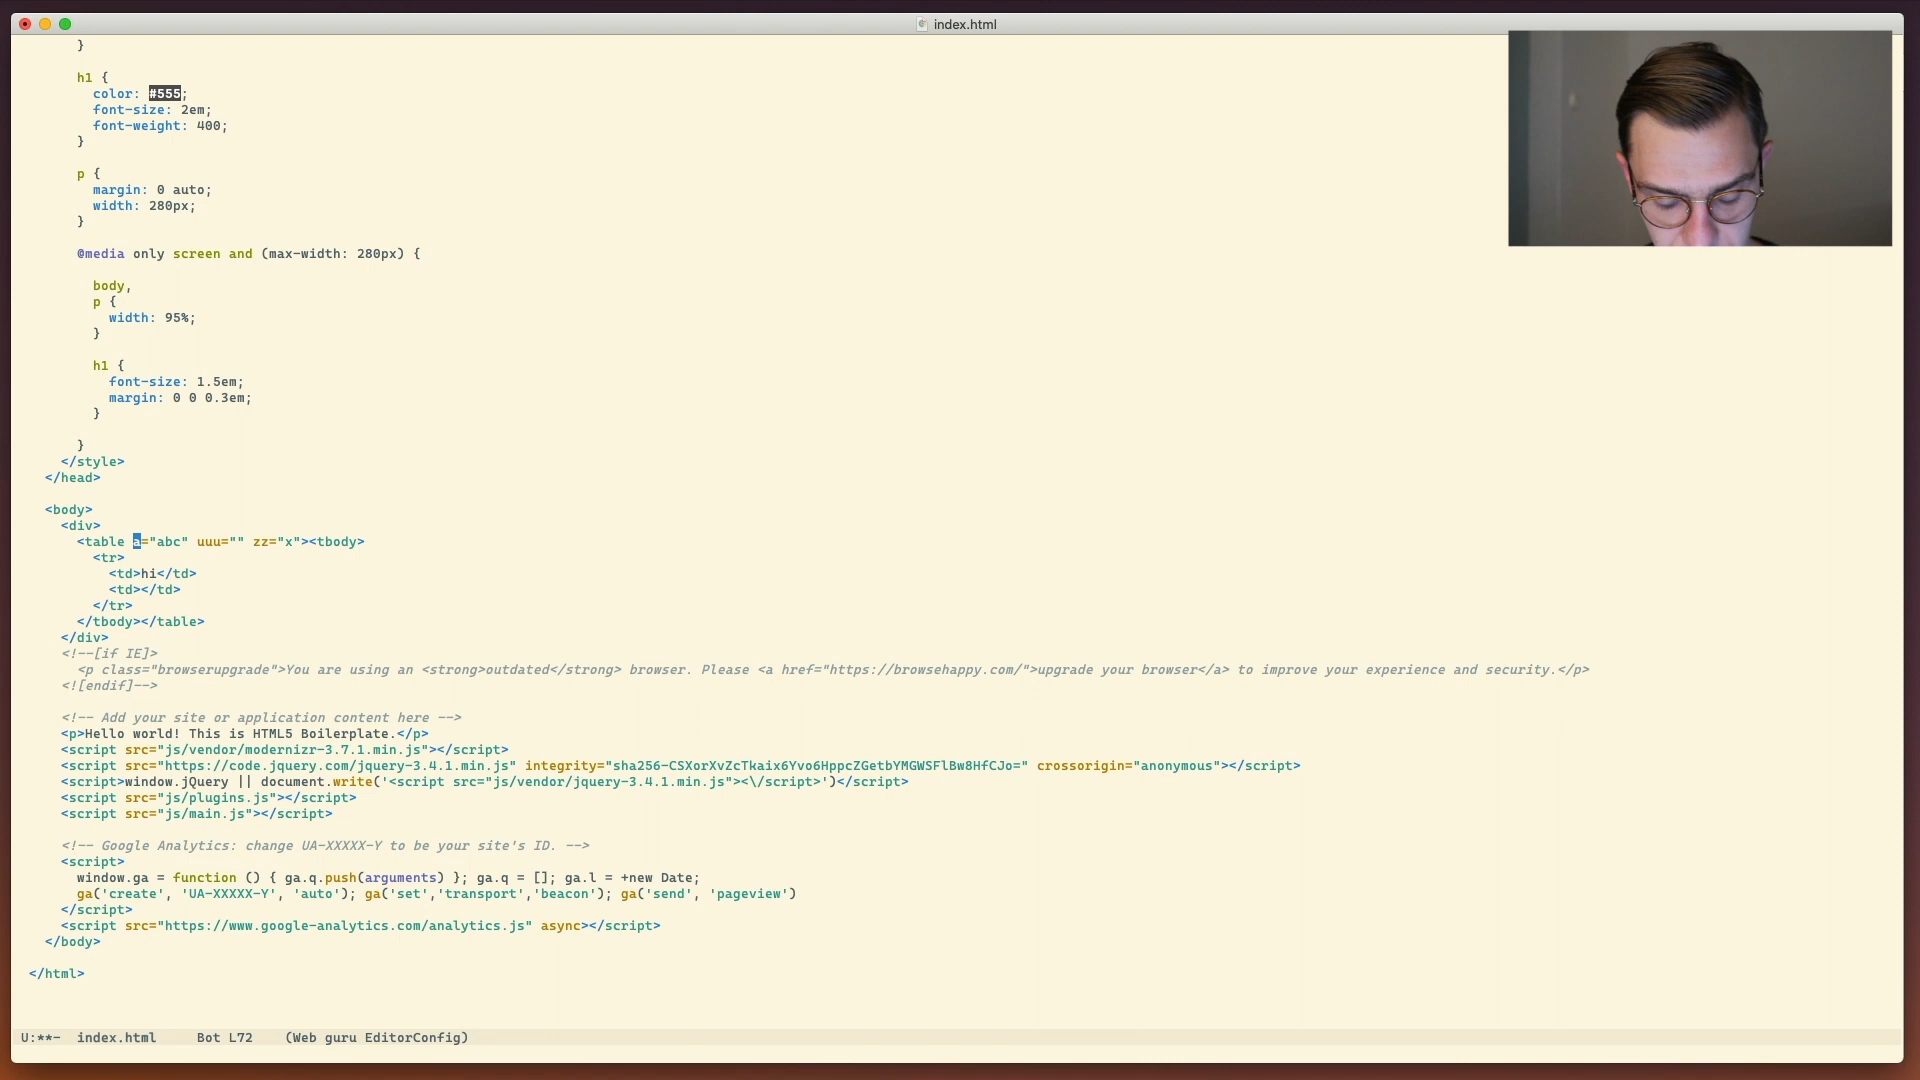 index.html
}
h1 {
color: #555;
font-size: 2em;
font-weight: 400;
}
p {
margin: 0 auto;
width: 280px;
}
@media only screen and (max-width: 280px) {
body,
p {
width: 95%;
}
h1 {
font-size: 1.5em;
margin: 0 0 0.3em;
}
}
</style>
</head>
<body>
<div>
<table a="abc" uuu="" zz="x"><tbody>
<tr>
<td>hi</td>
<td></td>
</tr>
</tbody></table>
</div>
<!--[if IE]>
<p class="browserupgrade">You are using an <strong>outdated</strong> browser. Please <a href="https://browsehappy.com/">upgrade your browser</a> to improve your experience and security.</p>
<![endif]-->
<!-- Add your site or application content here -->
<p>Hello world! This is HTML5 Boilerplate.</p>
<script src="js/vendor/modernizr-3.7.1.min.js"></script>
<script src="https://code.jquery.com/jquery-3.4.1.min.js" integrity="sha256-CSXorXvZcTkaix6Yvo6HppcZGetbYMGWSFlBw8HfCJo=" crossorigin="anonymous"></script>
<script>window.jQuery || document.write('<script src="js/vendor/jquery-3.4.1.min.js"><\/script>')</script>
<script src="js/plugins.js"></script>
<script src="js/main.js"></script>
<!-- Google Analytics: change UA-XXXXX-Y to be your site's ID. -->
<script>
window.ga = function () { ga.q.push(arguments) }; ga.q = []; ga.l = +new Date;
ga('create', 'UA-XXXXX-Y', 'auto'); ga('set','transport','beacon'); ga('send', 'pageview')
</script>
<script src="https://www.google-analytics.com/analytics.js" async></script>
</body>
</html>
U:**- index.html Bot L72 (Web guru EditorConfig)